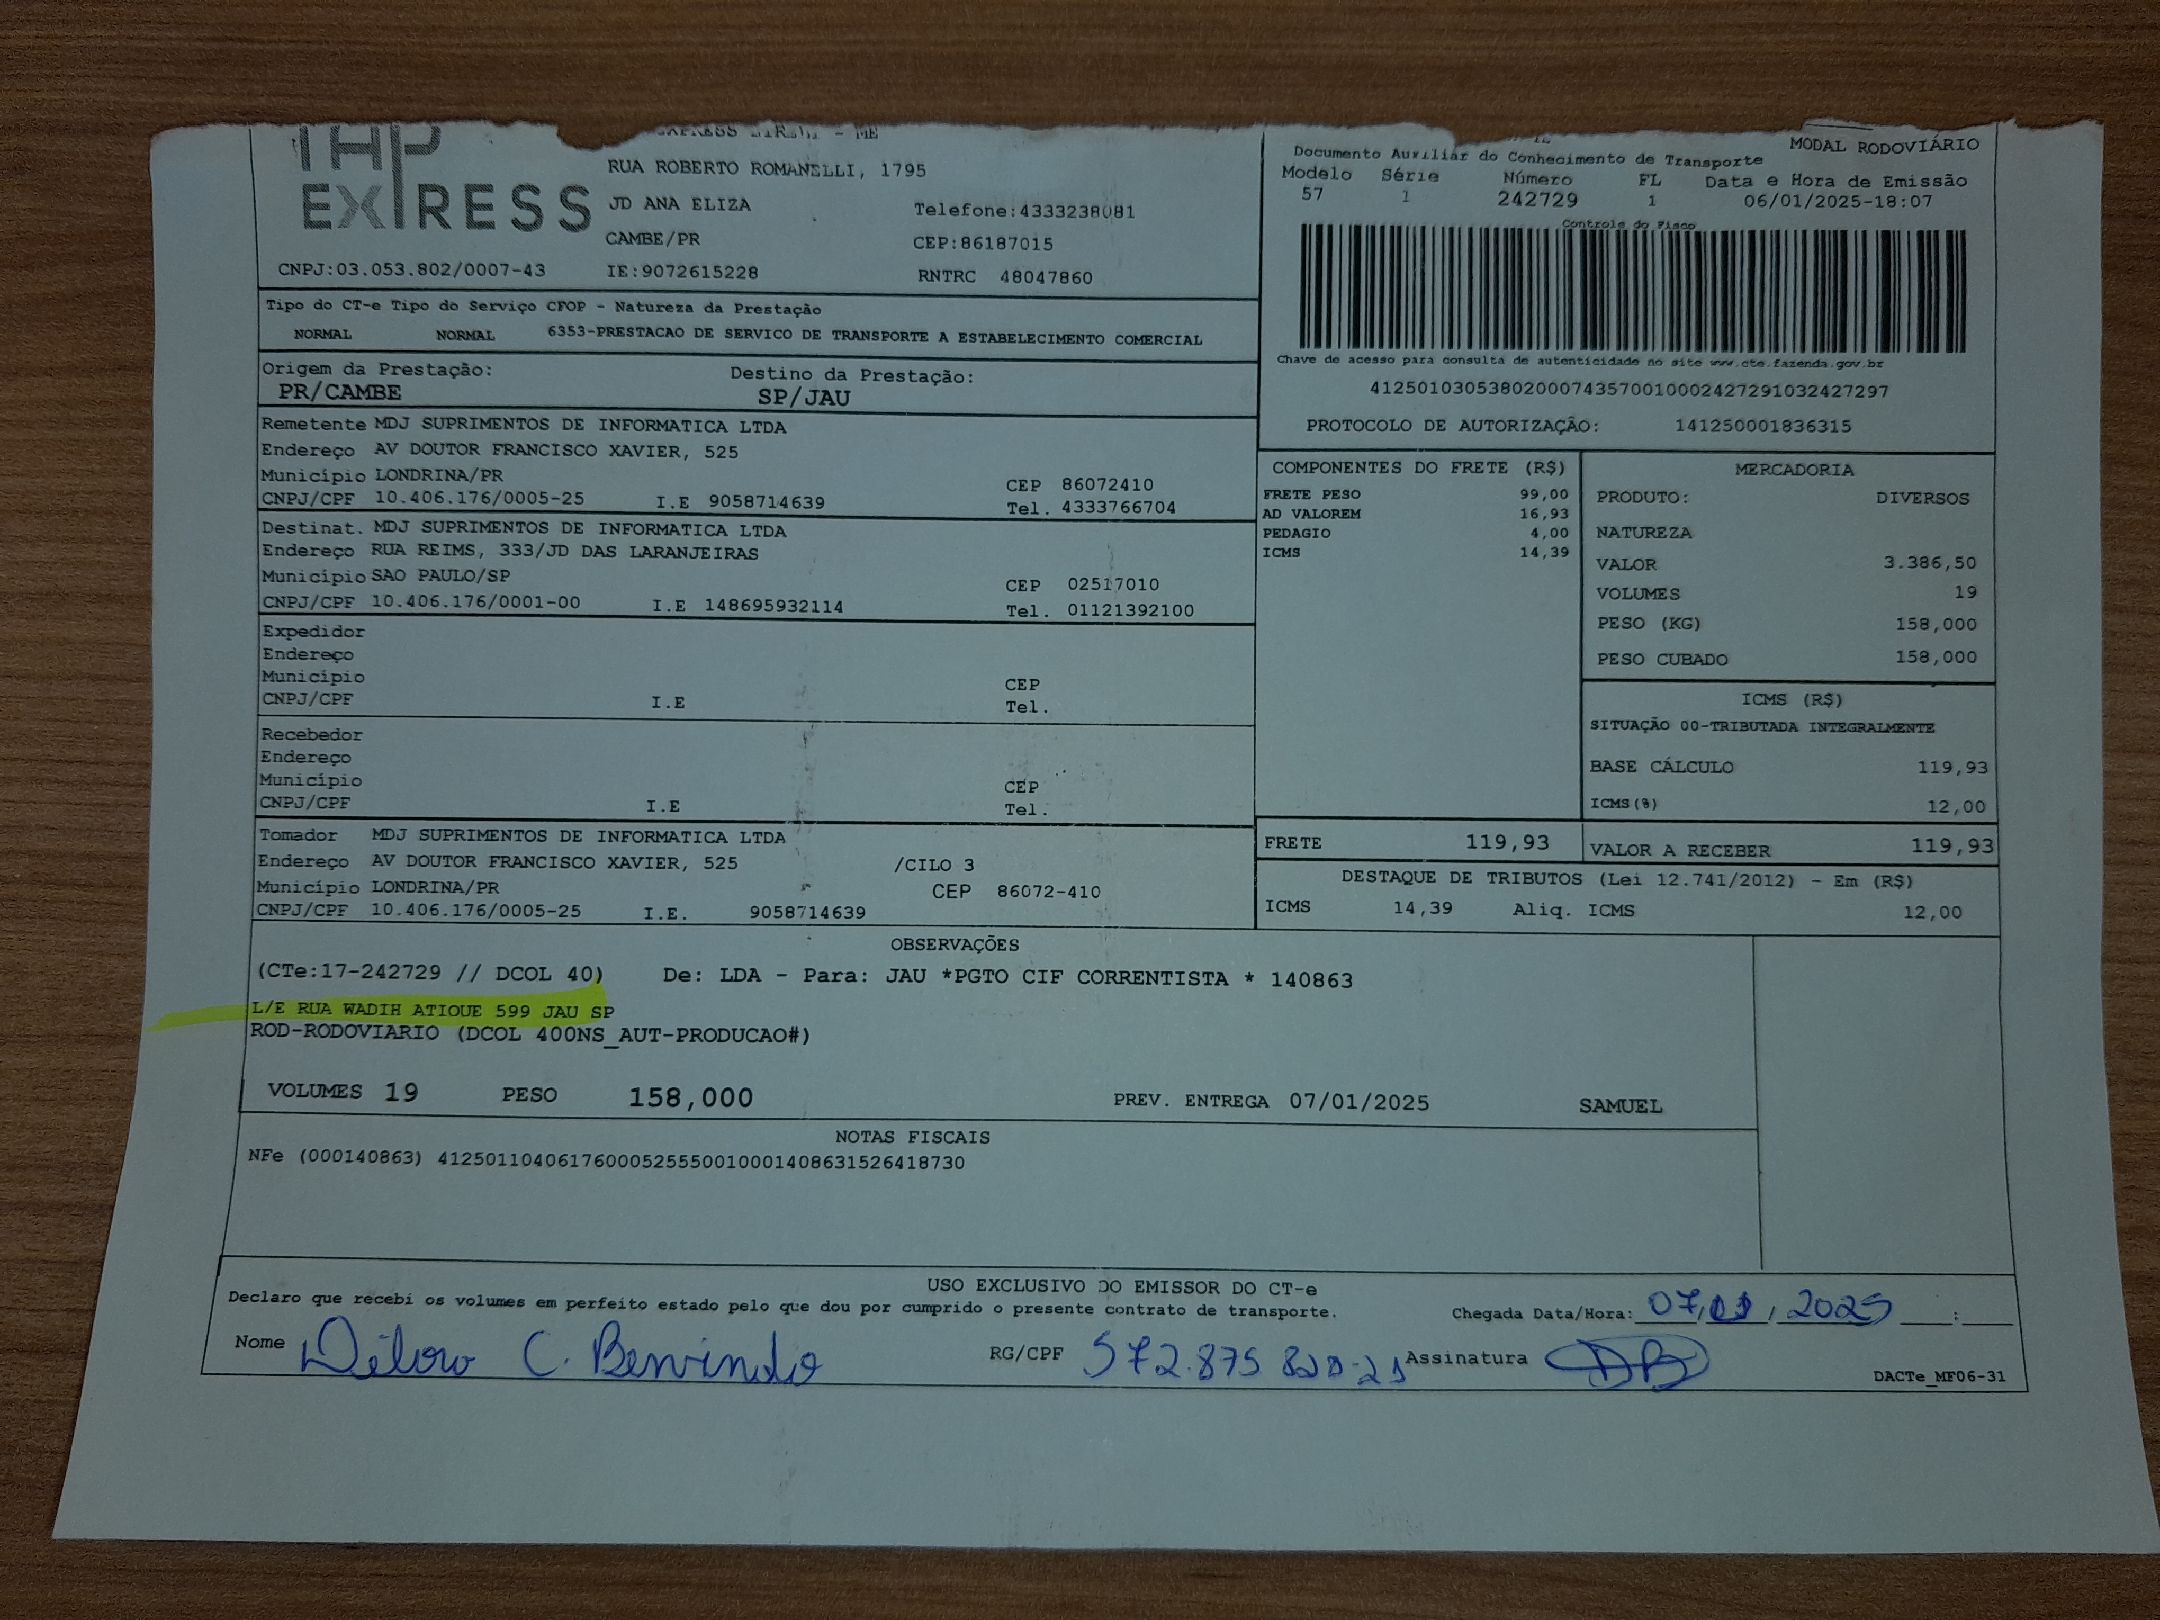 THP
EXPRESS
EXPRESS EIRELI - ME
RUA ROBERTO ROMANELLI, 1795
JD ANA ELIZA
Telefone:4333238081
CAMBE/PR
CEP:86187015
CNPJ:03.053.802/0007-43 IE:9072615228 RNTRC 48047860
MODAL RODOVIÁRIO
Documento Auxiliar do Conhecimento de Transporte
Modelo Série Número FL Data e Hora de Emissão
57 1 242729 1 06/01/2025-18:07
Controle do Fisco
Chave de acesso para consulta de autenticidade no site www.cte.fazenda.gov.br
41250103053802000743570010002427291032427297
PROTOCOLO DE AUTORIZAÇÃO: 141250001836315
Tipo do CT-e Tipo do Serviço CFOP - Natureza da Prestação
NORMAL NORMAL 6353-PRESTACAO DE SERVICO DE TRANSPORTE A ESTABELECIMENTO COMERCIAL
Origem da Prestação: Destino da Prestação:
PR/CAMBE SP/JAU
Remetente MDJ SUPRIMENTOS DE INFORMATICA LTDA
Endereço AV DOUTOR FRANCISCO XAVIER, 525
Município LONDRINA/PR CEP 86072410
CNPJ/CPF 10.406.176/0005-25 I.E 9058714639 Tel. 4333766704
Destinat. MDJ SUPRIMENTOS DE INFORMATICA LTDA
Endereço RUA REIMS, 333/JD DAS LARANJEIRAS
Município SAO PAULO/SP CEP 02517010
CNPJ/CPF 10.406.176/0001-00 I.E 148695932114 Tel. 01121392100
Expedidor
Endereço
Município CEP
CNPJ/CPF I.E Tel.
Recebedor
Endereço
Município CEP
CNPJ/CPF I.E Tel.
Tomador MDJ SUPRIMENTOS DE INFORMATICA LTDA
Endereço AV DOUTOR FRANCISCO XAVIER, 525 /CILO 3
Município LONDRINA/PR CEP 86072-410
CNPJ/CPF 10.406.176/0005-25 I.E. 9058714639
COMPONENTES DO FRETE (R$)
FRETE PESO 99,00
AD VALOREM 16,93
PEDAGIO 4,00
ICMS 14,39
MERCADORIA
PRODUTO: DIVERSOS
NATUREZA
VALOR 3.386,50
VOLUMES 19
PESO (KG) 158,000
PESO CUBADO 158,000
ICMS (R$)
SITUAÇÃO 00-TRIBUTADA INTEGRALMENTE
BASE CÁLCULO 119,93
ICMS(%) 12,00
FRETE 119,93 VALOR A RECEBER 119,93
DESTAQUE DE TRIBUTOS (Lei 12.741/2012) - Em (R$)
ICMS 14,39 Aliq. ICMS 12,00
OBSERVAÇÕES
(CTe:17-242729 // DCOL 40) De: LDA - Para: JAU *PGTO CIF CORRENTISTA * 140863
L/E RUA WADIH ATIQUE 599 JAU SP
ROD-RODOVIARIO (DCOL 400NS_AUT-PRODUCAO#)
VOLUMES 19 PESO 158,000 PREV. ENTREGA 07/01/2025 SAMUEL
NOTAS FISCAIS
NFe (000140863) 41250110406176000525550010001408631526418730
USO EXCLUSIVO DO EMISSOR DO CT-e
Declaro que recebi os volumes em perfeito estado pelo que dou por cumprido o presente contrato de transporte. Chegada Data/Hora: 07,01,2025 :
Nome C. Benvindo RG/CPF 572.875 820-21 Assinatura DB
DACTe_MF06-31